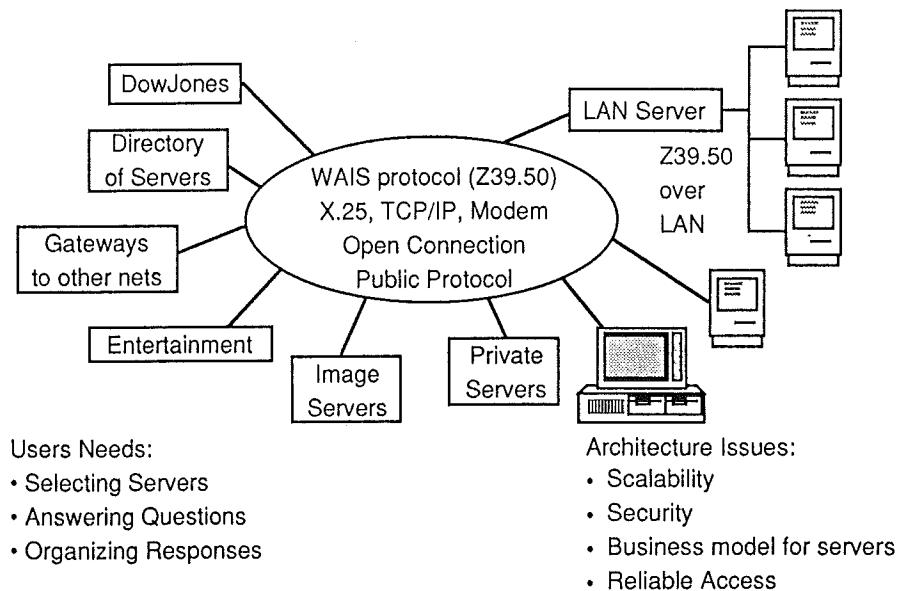 DowJones
Directory
of Servers
Gateways
to other nets
Entertainment
Image
Servers
Private
Servers
WAIS protocol (Z39.50)
X.25, TCP/IP, Modem
Open Connection
Public Protocol
LAN Server
Z39.50
over
LAN
Users Needs:
• Selecting Servers
• Answering Questions
• Organizing Responses
Architecture Issues:
• Scalability
• Security
• Business model for servers
• Reliable Access